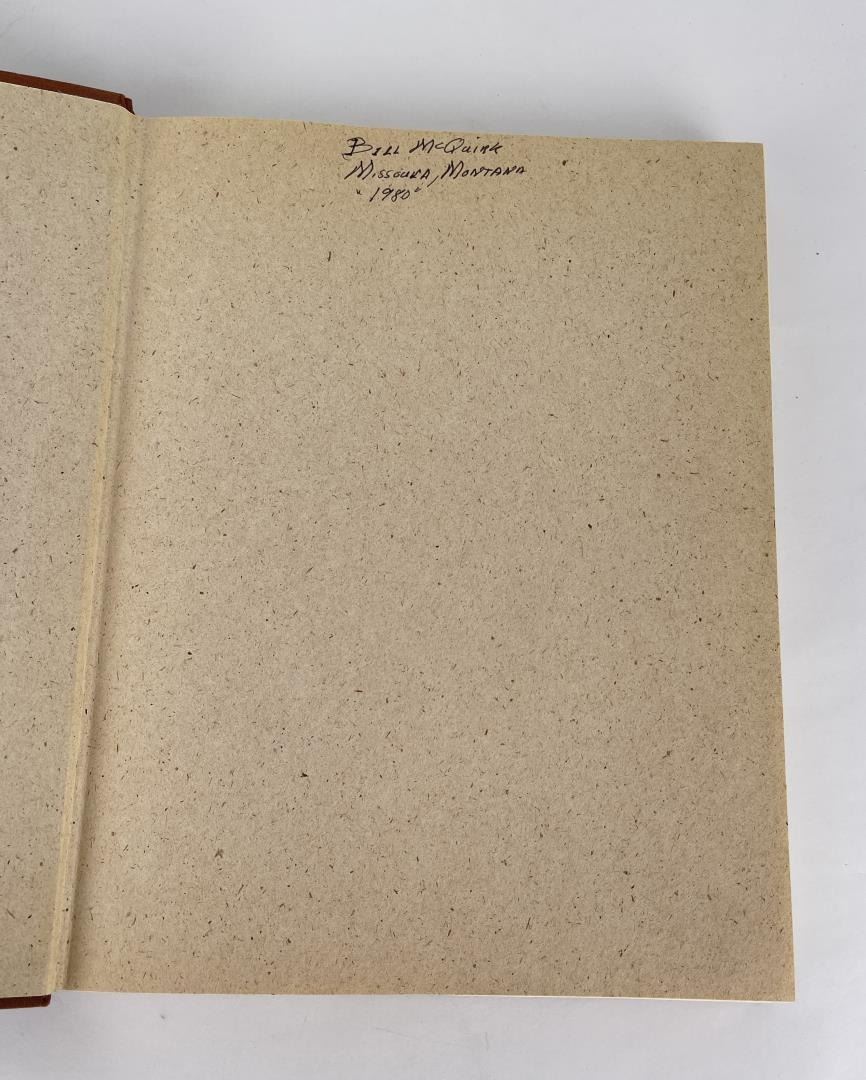 Bill McQuirk
Missoula, Montana
"1980"